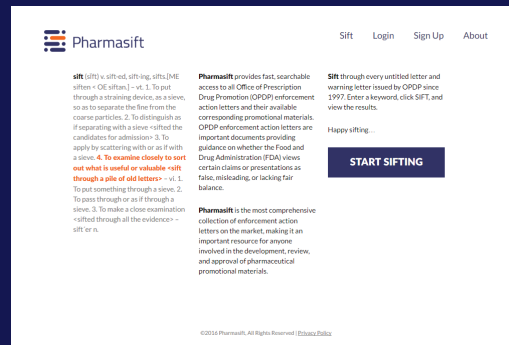 Pharmasift
Sift Login Sign Up About
sift (sift) v. sift·ed, sift·ing, sifts.[ME
siften < OE siftan.] – vt. 1. To put
through a straining device, as a sieve,
so as to separate the fine from the
coarse particles. 2. To distinguish as
if separating with a sieve <sifted the
candidates for admission> 3. To
apply by scattering with or as if with
a sieve. 4. To examine closely to sort
out what is useful or valuable <sift
through a pile of old letters> – vi. 1.
To put something through a sieve. 2.
To pass through or as if through a
sieve. 3. To make a close examination
<sifted through all the evidence> –
sift´er n.
Pharmasift provides fast, searchable
access to all Office of Prescription
Drug Promotion (OPDP) enforcement
action letters and their available
corresponding promotional materials.
OPDP enforcement action letters are
important documents providing
guidance on whether the Food and
Drug Administration (FDA) views
certain claims or presentations as
false, misleading, or lacking fair
balance.
Pharmasift is the most comprehensive
collection of enforcement action
letters on the market, making it an
important resource for anyone
involved in the development, review,
and approval of pharmaceutical
promotional materials.
Sift through every untitled letter and
warning letter issued by OPDP since
1997. Enter a keyword, click SIFT, and
view the results.
Happy sifting...
START SIFTING
©2016 Pharmasift, All Rights Reserved | Privacy Policy